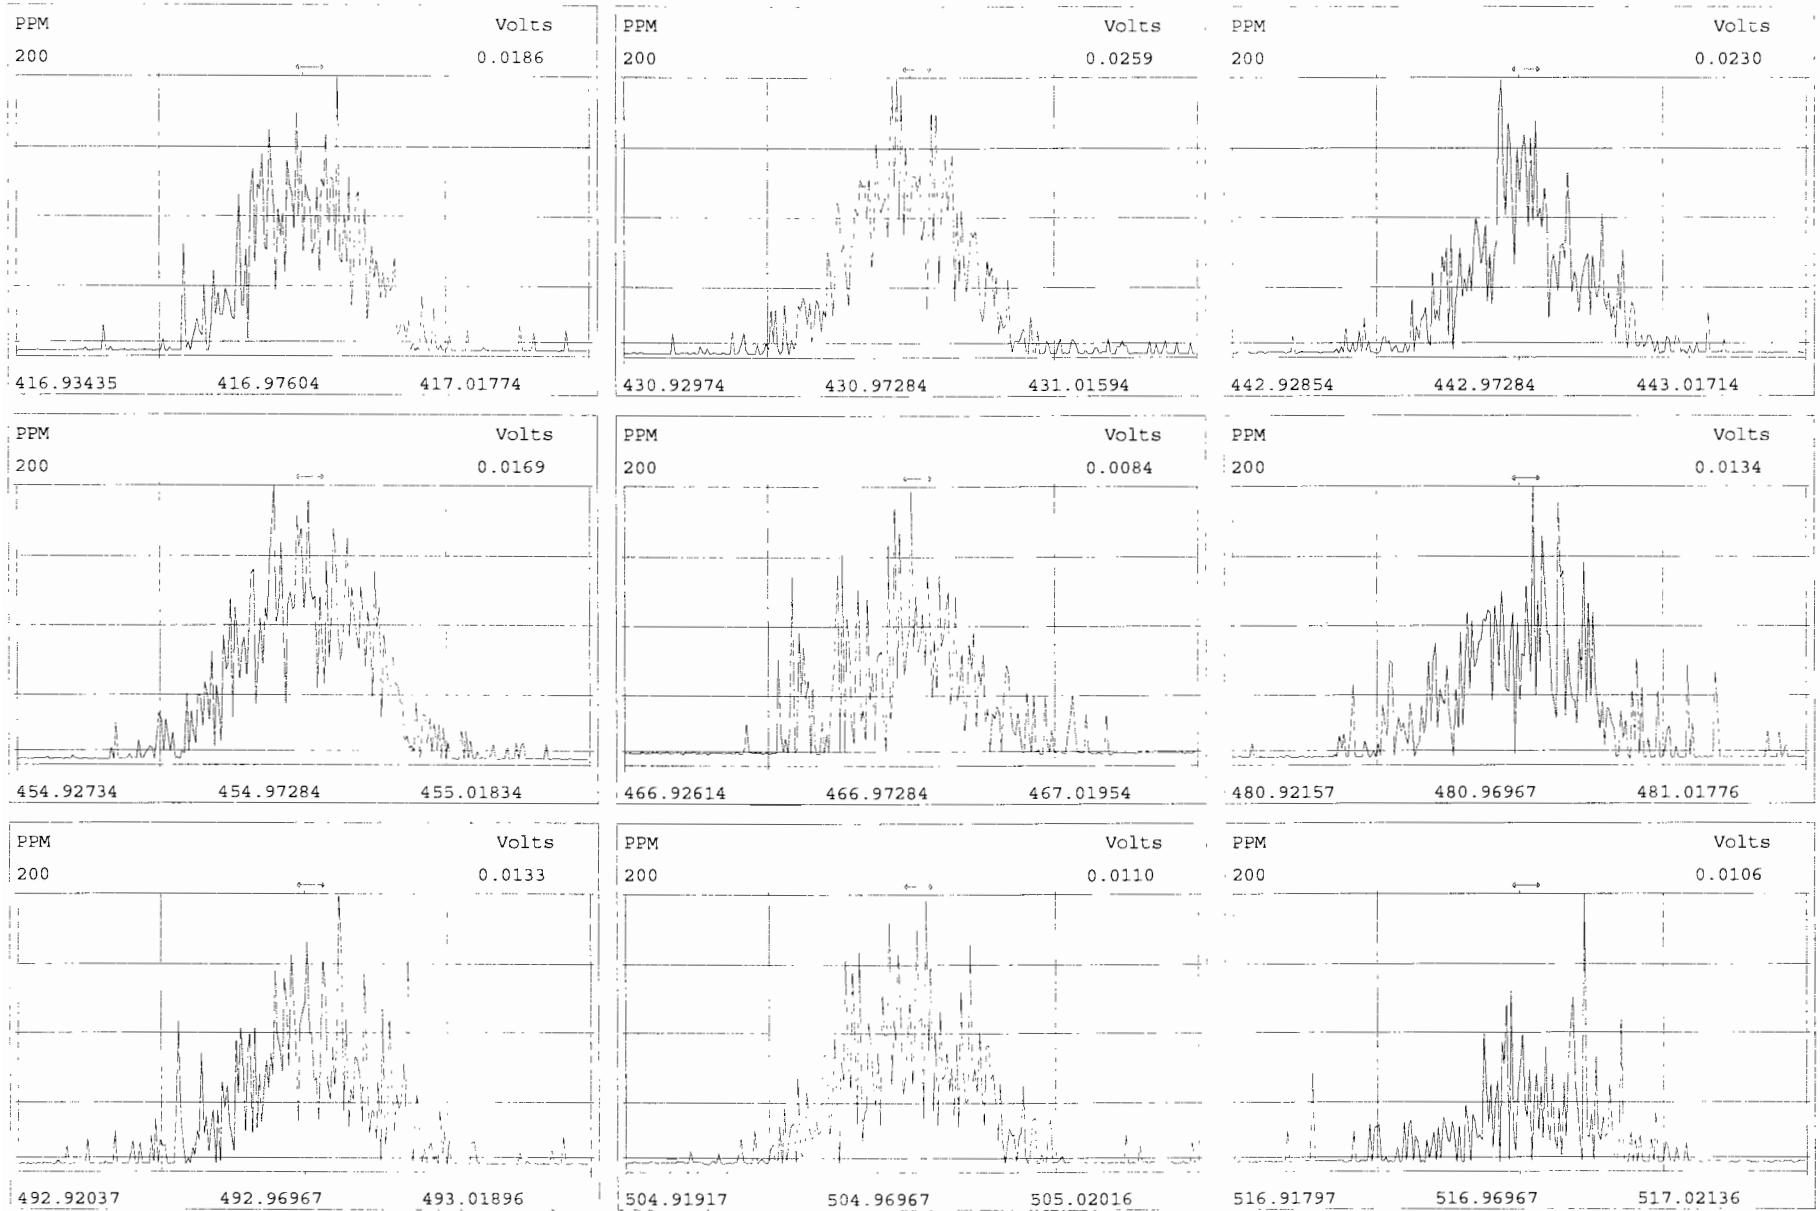 PPM Volts
200 0.0186
416.93435 416.97604 417.01774
PPM Volts
200 0.0259
430.92974 430.97284 431.01594
PPM Volts
200 0.0230
442.92854 442.97284 443.01714
PPM Volts
200 0.0169
454.92734 454.97284 455.01834
PPM Volts
200 0.0084
466.92614 466.97284 467.01954
PPM Volts
200 0.0134
480.92157 480.96967 481.01776
PPM Volts
200 0.0133
492.92037 492.96967 493.01896
PPM Volts
200 0.0110
504.91917 504.96967 505.02016
PPM Volts
200 0.0106
516.91797 516.96967 517.02136